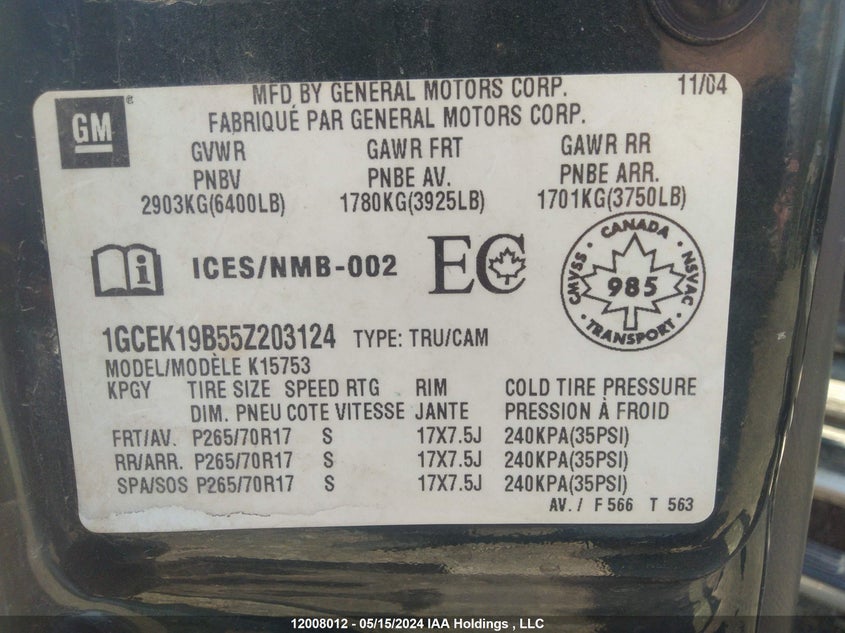 MFD BY GENERAL MOTORS CORP. 11/04
FABRIQUÉ PAR GENERAL MOTORS CORP.
GM
®
GVWR GAWR FRT GAWR RR
PNBV PNBE AV. PNBE ARR.
2903KG(6400LB) 1780KG(3925LB) 1701KG(3750LB)
i ICES/NMB-002 EC
CANADA
CMVSS 985 NSVAC
TRANSPORT
1GCEK19B55Z203124 TYPE: TRU/CAM
MODEL/MODÈLE K15753
KPGY TIRE SIZE SPEED RTG RIM COLD TIRE PRESSURE
DIM. PNEU COTE VITESSE JANTE PRESSION À FROID
FRT/AV. P265/70R17 S 17X7.5J 240KPA(35PSI)
RR/ARR. P265/70R17 S 17X7.5J 240KPA(35PSI)
SPA/SOS P265/70R17 S 17X7.5J 240KPA(35PSI)
AV. / F 566 T 563
12008012 - 05/15/2024 IAA Holdings , LLC